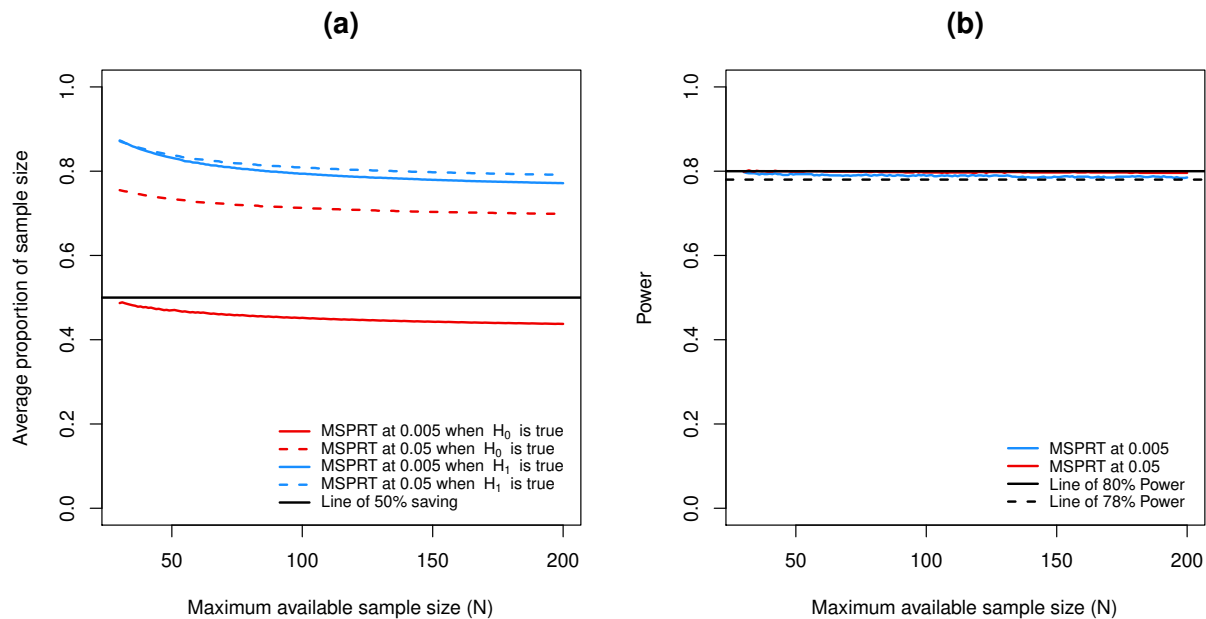 (a)
Average proportion of sample size
1.0
0.8
0.6
0.4
0.2
0.0
MSPRT at 0.005 when H₀ is true
MSPRT at 0.05 when H₀ is true
MSPRT at 0.005 when H₁ is true
MSPRT at 0.05 when H₁ is true
Line of 50% saving
50 100 150 200
Maximum available sample size (N)
(b)
Power
1.0
0.8
0.6
0.4
0.2
0.0
MSPRT at 0.005
MSPRT at 0.05
Line of 80% Power
Line of 78% Power
50 100 150 200
Maximum available sample size (N)